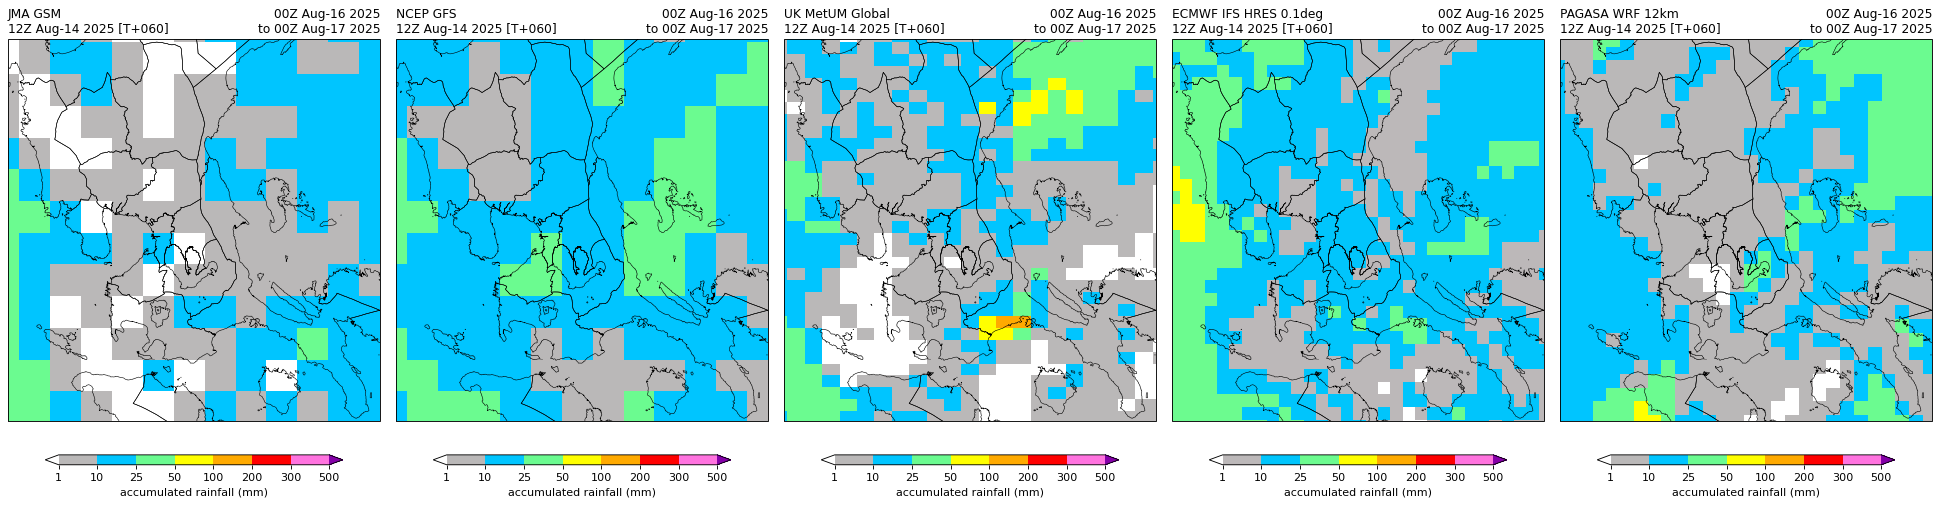 JMA GSM 00Z Aug-16 2025
12Z Aug-14 2025 [T+060] to 00Z Aug-17 2025
NCEP GFS 00Z Aug-16 2025
12Z Aug-14 2025 [T+060] to 00Z Aug-17 2025
UK MetUM Global 00Z Aug-16 2025
12Z Aug-14 2025 [T+060] to 00Z Aug-17 2025
ECMWF IFS HRES 0.1deg 00Z Aug-16 2025
12Z Aug-14 2025 [T+060] to 00Z Aug-17 2025
PAGASA WRF 12km 00Z Aug-16 2025
12Z Aug-14 2025 [T+060] to 00Z Aug-17 2025
1 10 25 50 100 200 300 500
accumulated rainfall (mm)
1 10 25 50 100 200 300 500
accumulated rainfall (mm)
1 10 25 50 100 200 300 500
accumulated rainfall (mm)
1 10 25 50 100 200 300 500
accumulated rainfall (mm)
1 10 25 50 100 200 300 500
accumulated rainfall (mm)